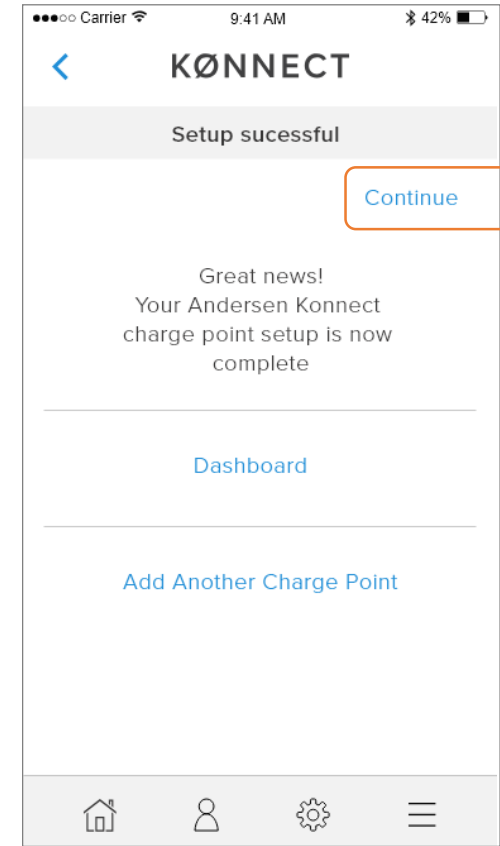 Carrier 9:41 AM 42%
KØNNECT
Setup sucessful
Continue
Great news!
Your Andersen Konnect
charge point setup is now
complete
Dashboard
Add Another Charge Point